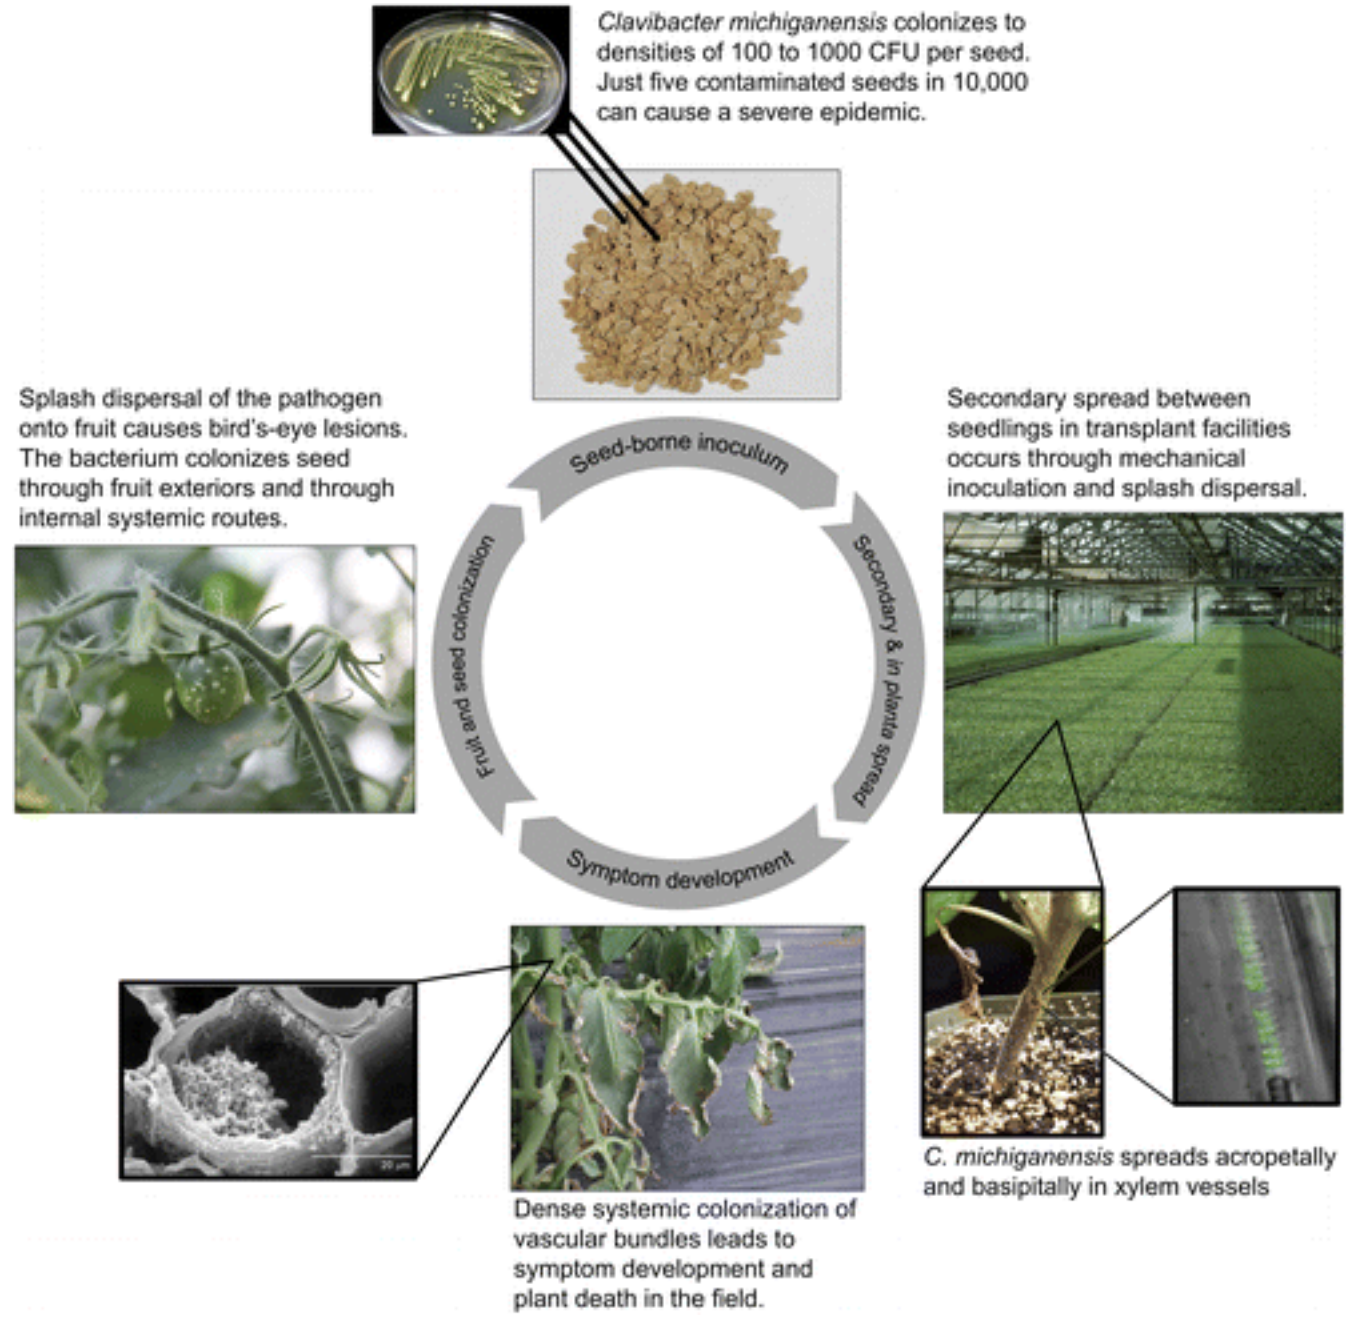 Clavibacter michiganensis colonizes to
densities of 100 to 1000 CFU per seed.
Just five contaminated seeds in 10,000
can cause a severe epidemic.
Splash dispersal of the pathogen
onto fruit causes bird's-eye lesions.
The bacterium colonizes seed
through fruit exteriors and through
internal systemic routes.
Secondary spread between
seedlings in transplant facilities
occurs through mechanical
inoculation and splash dispersal.
Seed-borne inoculum
Secondary & in planta spread
Symptom development
Fruit and seed colonization
20 µm
C. michiganensis spreads acropetally
and basipitally in xylem vessels
Dense systemic colonization of
vascular bundles leads to
symptom development and
plant death in the field.